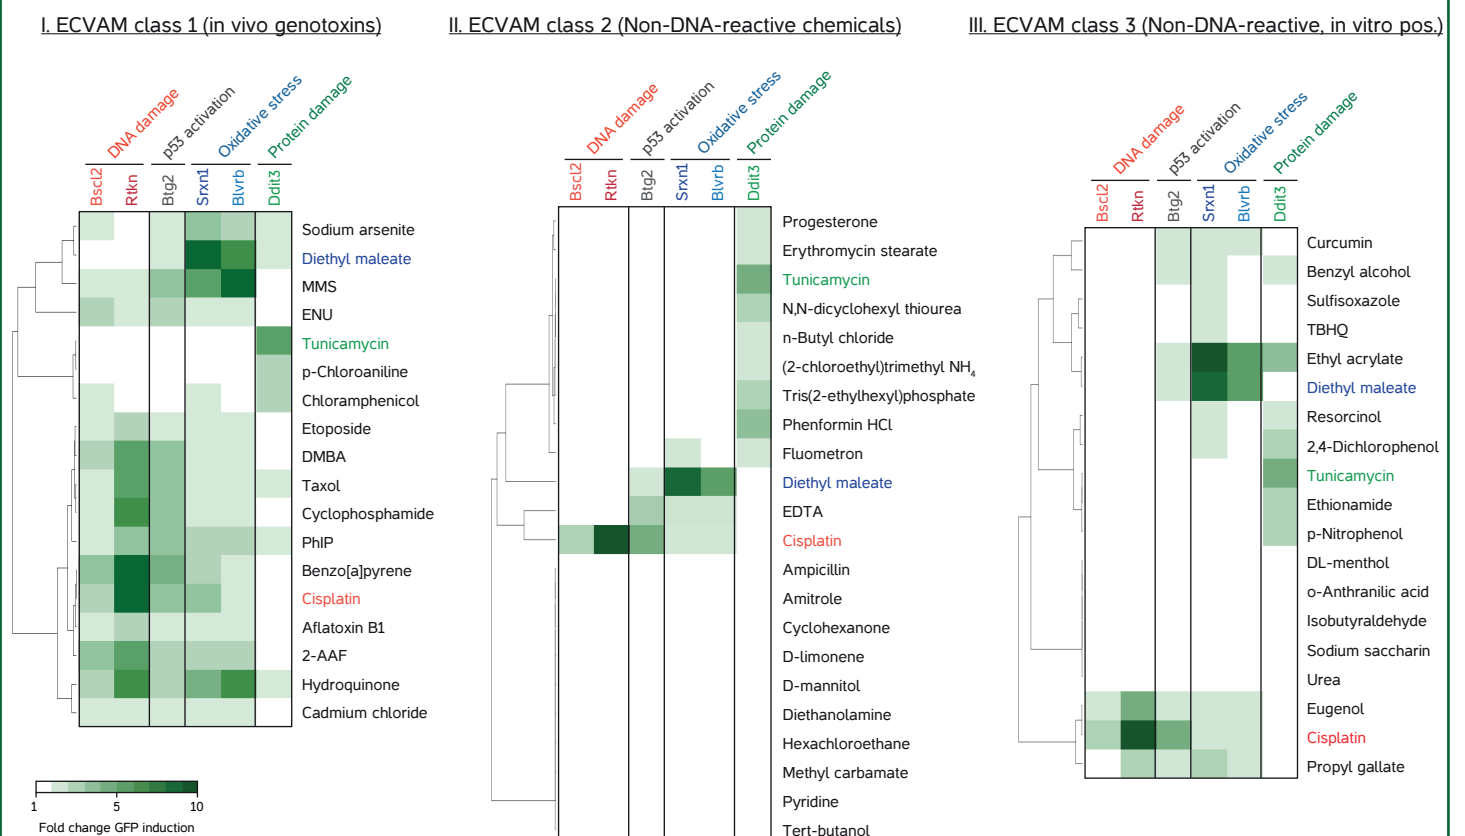 I. ECVAM class 1 (in vivo genotoxins)
DNA damage
p53 activation
Oxidative stress
Protein damage
Bscl2
Rtkn
Btg2
Srxn1
Blvrb
Ddit3
Sodium arsenite
Diethyl maleate
MMS
ENU
Tunicamycin
p-Chloroaniline
Chloramphenicol
Etoposide
DMBA
Taxol
Cyclophosphamide
PhIP
Benzo[a]pyrene
Cisplatin
Aflatoxin B1
2-AAF
Hydroquinone
Cadmium chloride
1 5 10
Fold change GFP induction
II. ECVAM class 2 (Non-DNA-reactive chemicals)
DNA damage
p53 activation
Oxidative stress
Protein damage
Bscl2
Rtkn
Btg2
Srxn1
Blvrb
Ddit3
Progesterone
Erythromycin stearate
Tunicamycin
N,N-dicyclohexyl thiourea
n-Butyl chloride
(2-chloroethyl)trimethyl NH4
Tris(2-ethylhexyl)phosphate
Phenformin HCl
Fluometron
Diethyl maleate
EDTA
Cisplatin
Ampicillin
Amitrole
Cyclohexanone
D-limonene
D-mannitol
Diethanolamine
Hexachloroethane
Methyl carbamate
Pyridine
Tert-butanol
III. ECVAM class 3 (Non-DNA-reactive, in vitro pos.)
DNA damage
p53 activation
Oxidative stress
Protein damage
Bscl2
Rtkn
Btg2
Srxn1
Blvrb
Ddit3
Curcumin
Benzyl alcohol
Sulfisoxazole
TBHQ
Ethyl acrylate
Diethyl maleate
Resorcinol
2,4-Dichlorophenol
Tunicamycin
Ethionamide
p-Nitrophenol
DL-menthol
o-Anthranilic acid
Isobutyraldehyde
Sodium saccharin
Urea
Eugenol
Cisplatin
Propyl gallate